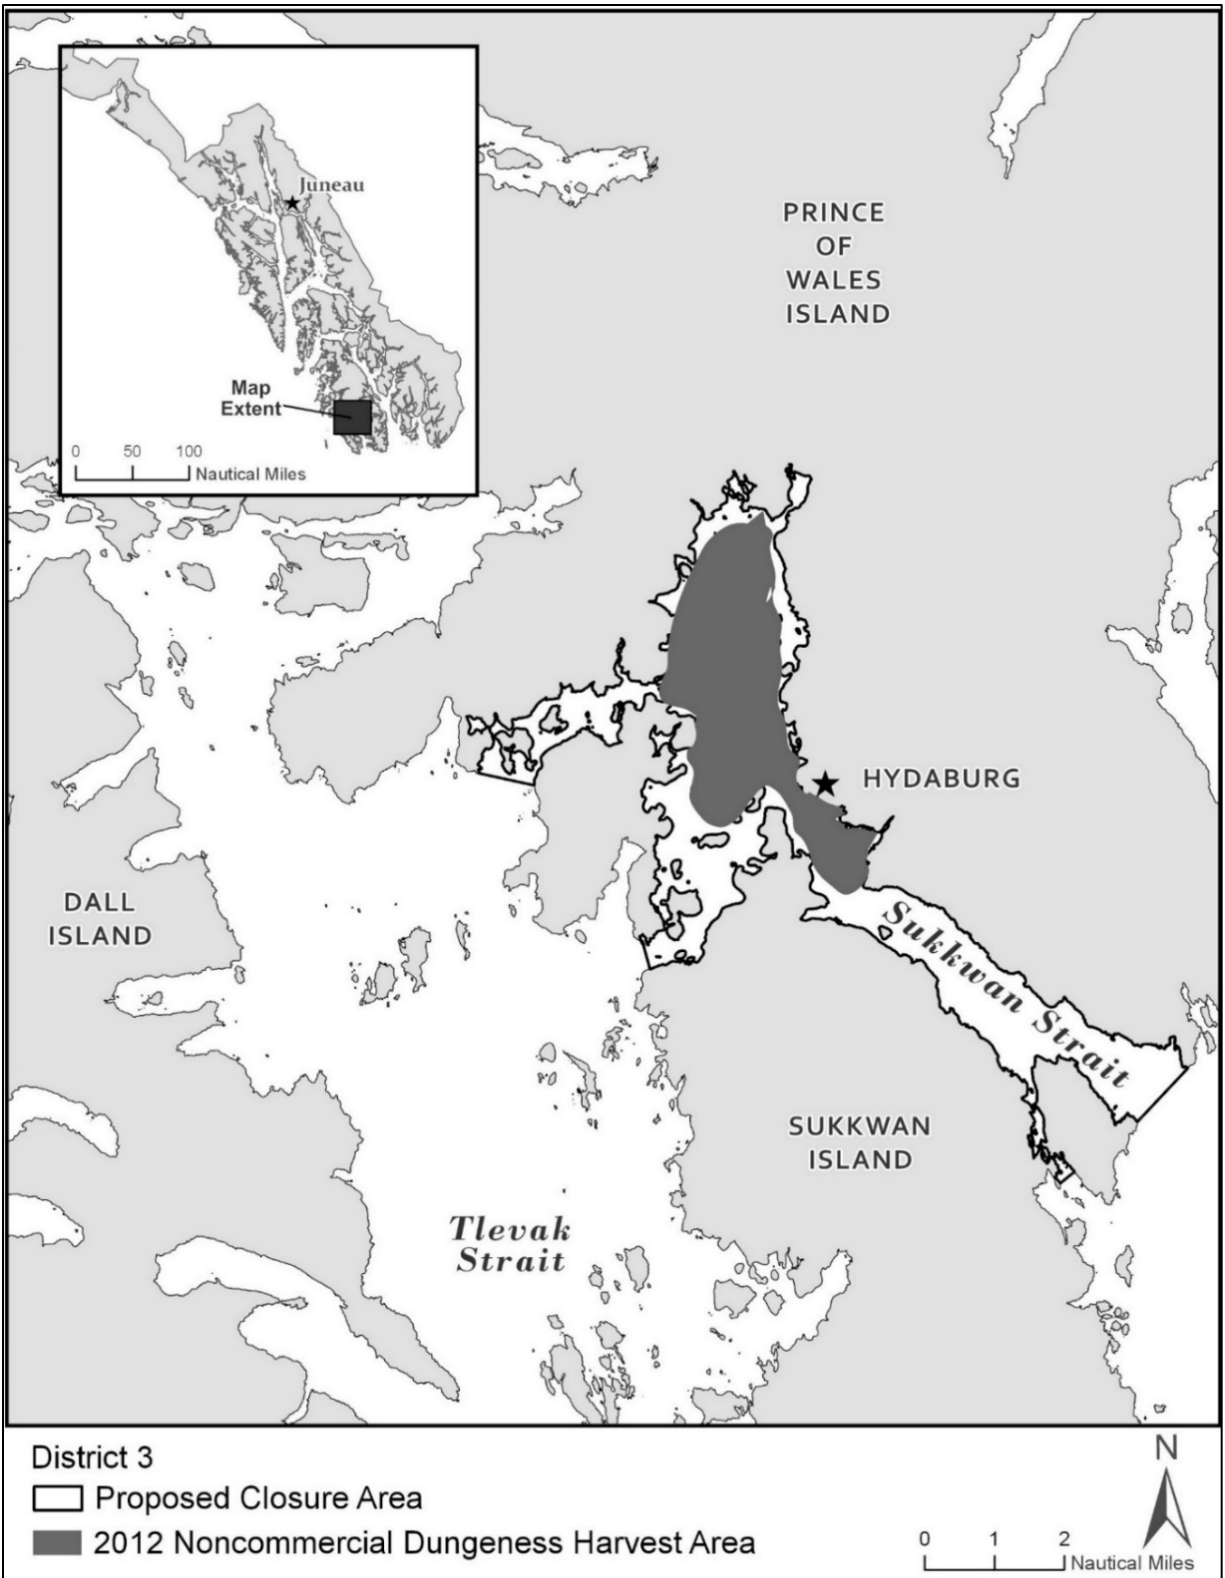 Juneau
Map
Extent
0 50 100
Nautical Miles
PRINCE
OF
WALES
ISLAND
HYDABURG
DALL
ISLAND
Sukkwan Strait
SUKKWAN
ISLAND
Tlevak
Strait
District 3
Proposed Closure Area
2012 Noncommercial Dungeness Harvest Area
N
0 1 2
Nautical Miles